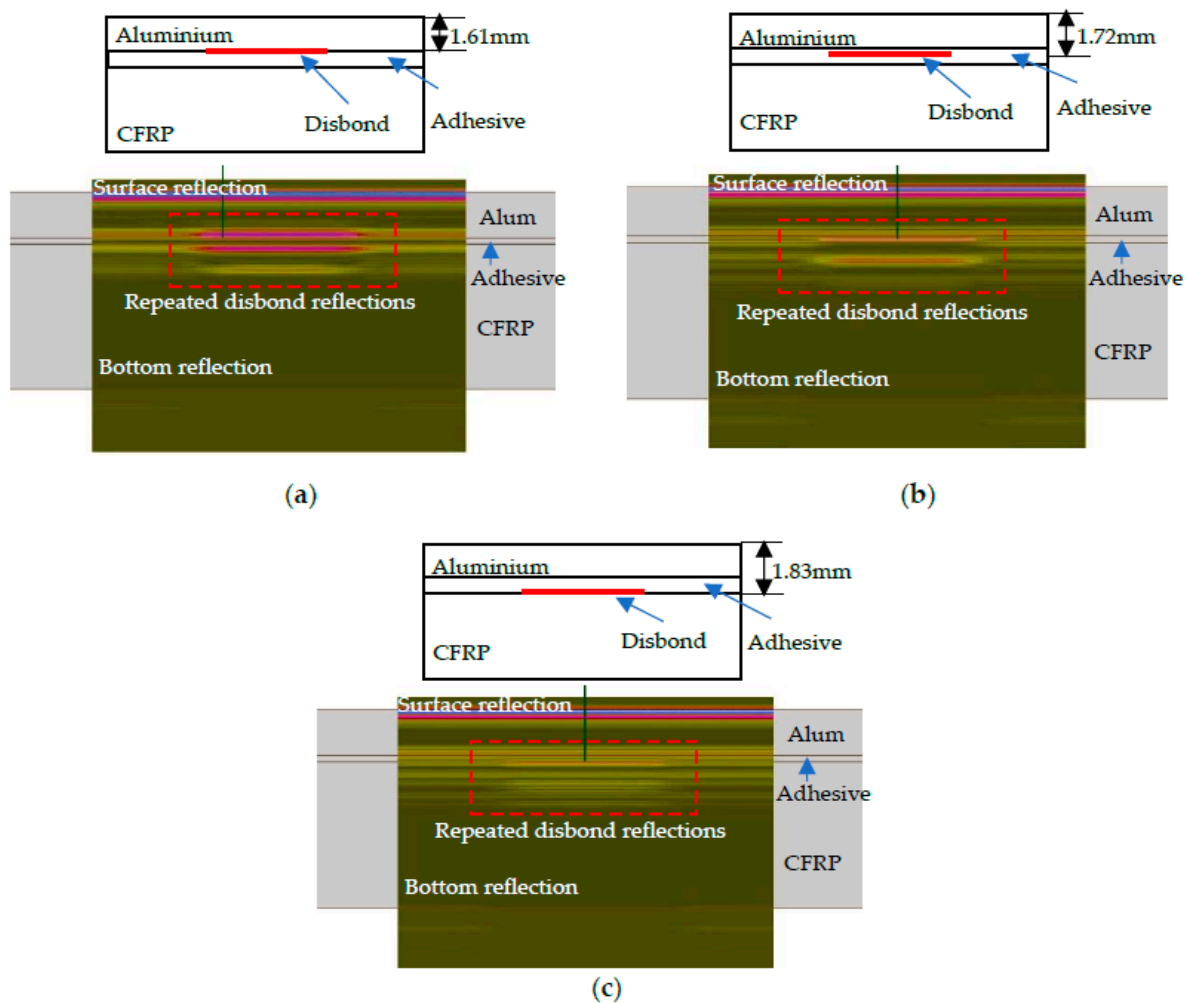 Aluminium
1.61mm
Disbond
Adhesive
CFRP
Surface reflection
Alum
Adhesive
Repeated disbond reflections
CFRP
Bottom reflection
(a)
Aluminium
1.72mm
Disbond
Adhesive
CFRP
Surface reflection
Alum
Adhesive
Repeated disbond reflections
CFRP
Bottom reflection
(b)
Aluminium
1.83mm
Disbond
Adhesive
CFRP
Surface reflection
Alum
Adhesive
Repeated disbond reflections
CFRP
Bottom reflection
(c)